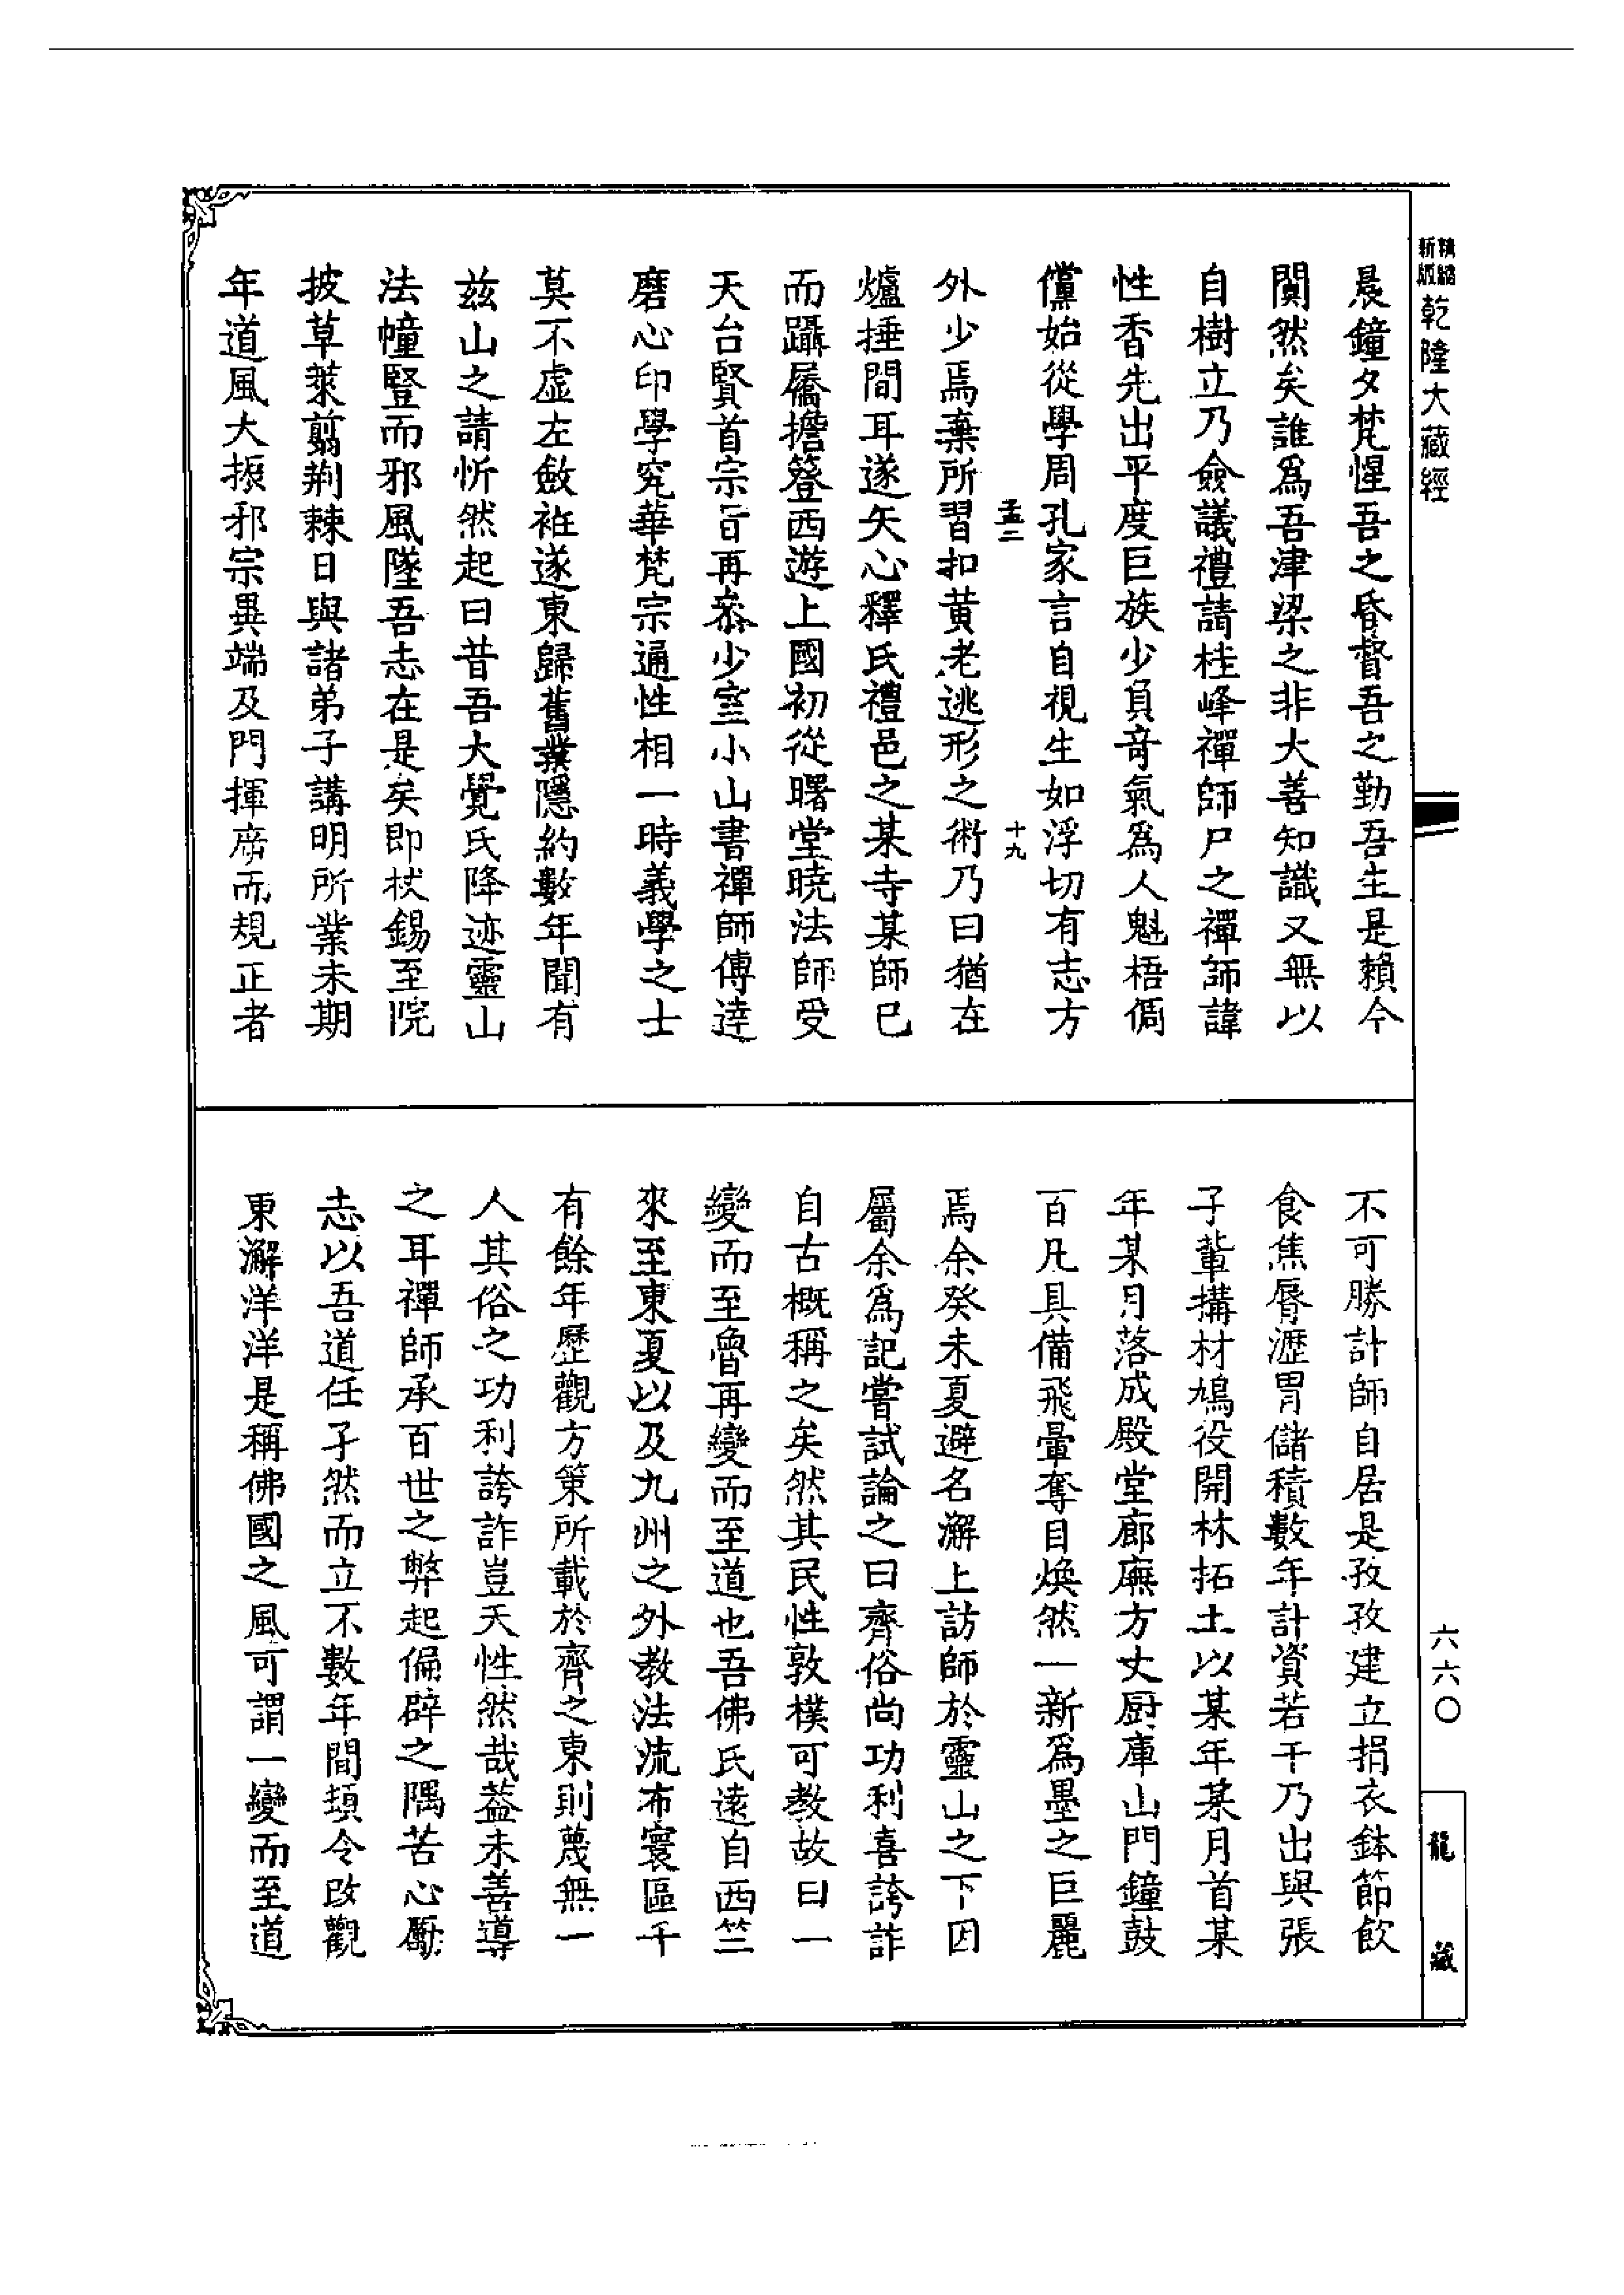 精縮新版乾隆大藏經
晨鐘夕梵惺吾之昏督吾之勤吾生是賴今
闃然矣誰爲吾津梁之非大善知識又無以
自樹立乃僉議禮請桂峰禪師尸之禪師諱
性香先出平度巨族少負奇氣爲人魁梧倜
儻始從學周孔家言自視生如浮切有志方
孟二 十九
外少焉棄所習扣黄老逃形之術乃曰猶在
爐捶間耳遂矢心釋氏禮邑之某寺某師已
而躡屩擔簦西遊上國初從曙堂曉法師受
天台賢首宗旨再叅少室小山書禪師傳達
磨心印學究華梵宗通性相一時義學之士
莫不虛左斂袵遂東歸舊業隱約數年聞有
兹山之請忻然起曰昔吾大覺氏降迹靈山
法幢豎而邪風墜吾志在是矣即杖錫至院
披草萊翦荆棘日與諸弟子講明所業未期
年道風大振邪宗異端及門揮席而規正者
不可勝計師自居是孜孜建立捐衣鉢節飲
食焦脣瀝胃儲積數年計資若干乃出與張
子輩搆材鳩役開林拓土以某年某月首某
年某月落成殿堂廊廡方丈厨庫山門鐘鼓
百凡具備飛暈奪目煥然一新爲墨之巨麗
焉余癸未夏避名澥上訪師於靈山之下因
屬余爲記嘗試論之曰齊俗尚功利喜誇詐
自古概稱之矣然其民性敦樸可教故曰一
變而至魯再變而至道也吾佛氏遠自西竺
來至東夏以及九州之外教法流布寰區千
有餘年歷觀方策所載於齊之東則蔑無一
人其俗之功利誇詐豈天性然哉蓋未善導
之耳禪師承百世之弊起偏辟之隅苦心勵
志以吾道任孑然而立不數年間頓令改觀
東澥洋洋是稱佛國之風可謂一變而至道
六六〇
龍藏